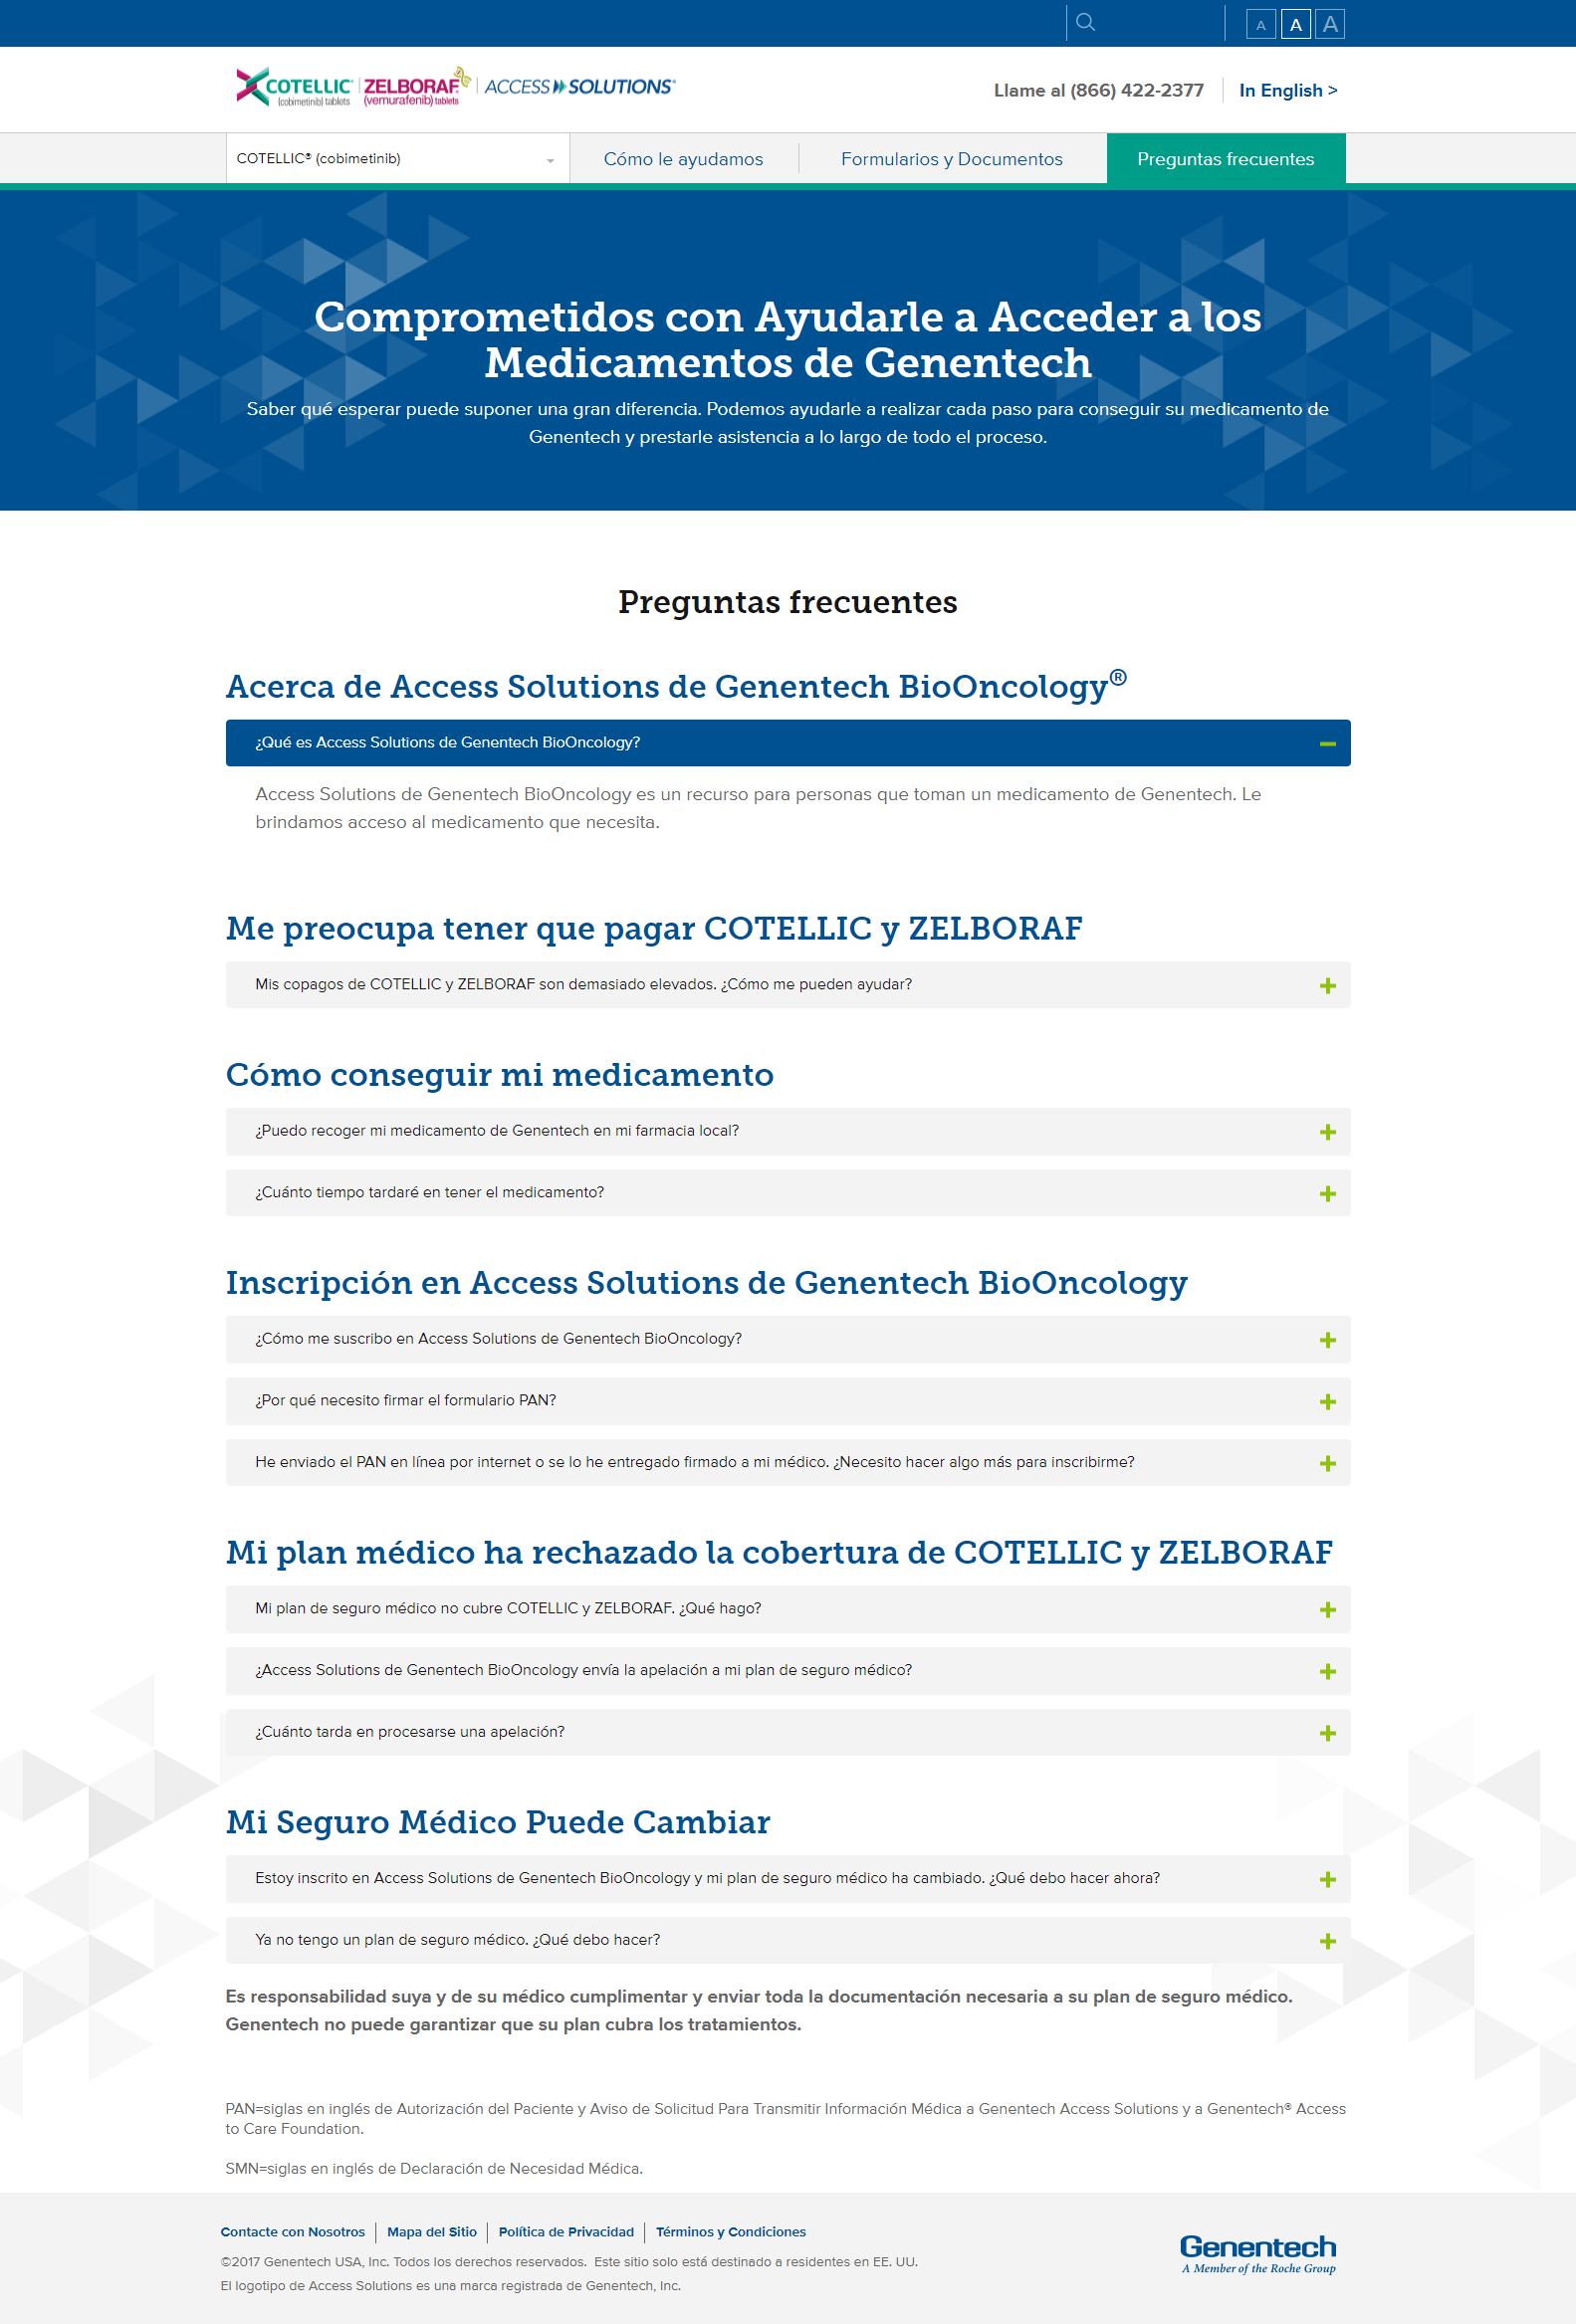 A A A
COTELLIC® (cobimetinib) tablets | ZELBORAF® (vemurafenib) tablets | ACCESS SOLUTIONS®
Llame al (866) 422-2377
In English >
COTELLIC® (cobimetinib)
Cómo le ayudamos
Formularios y Documentos
Preguntas frecuentes
Comprometidos con Ayudarle a Acceder a los
Medicamentos de Genentech
Saber qué esperar puede suponer una gran diferencia. Podemos ayudarle a realizar cada paso para conseguir su medicamento de
Genentech y prestarle asistencia a lo largo de todo el proceso.
Preguntas frecuentes
Acerca de Access Solutions de Genentech BioOncology®
¿Qué es Access Solutions de Genentech BioOncology?
Access Solutions de Genentech BioOncology es un recurso para personas que toman un medicamento de Genentech. Le
brindamos acceso al medicamento que necesita.
Me preocupa tener que pagar COTELLIC y ZELBORAF
Mis copagos de COTELLIC y ZELBORAF son demasiado elevados. ¿Cómo me pueden ayudar?
Cómo conseguir mi medicamento
¿Puedo recoger mi medicamento de Genentech en mi farmacia local?
¿Cuánto tiempo tardaré en tener el medicamento?
Inscripción en Access Solutions de Genentech BioOncology
¿Cómo me suscribo en Access Solutions de Genentech BioOncology?
¿Por qué necesito firmar el formulario PAN?
He enviado el PAN en línea por internet o se lo he entregado firmado a mi médico. ¿Necesito hacer algo más para inscribirme?
Mi plan médico ha rechazado la cobertura de COTELLIC y ZELBORAF
Mi plan de seguro médico no cubre COTELLIC y ZELBORAF. ¿Qué hago?
¿Access Solutions de Genentech BioOncology envía la apelación a mi plan de seguro médico?
¿Cuánto tarda en procesarse una apelación?
Mi Seguro Médico Puede Cambiar
Estoy inscrito en Access Solutions de Genentech BioOncology y mi plan de seguro médico ha cambiado. ¿Qué debo hacer ahora?
Ya no tengo un plan de seguro médico. ¿Qué debo hacer?
Es responsabilidad suya y de su médico cumplimentar y enviar toda la documentación necesaria a su plan de seguro médico.
Genentech no puede garantizar que su plan cubra los tratamientos.
PAN=siglas en inglés de Autorización del Paciente y Aviso de Solicitud Para Transmitir Información Médica a Genentech Access Solutions y a Genentech® Access
to Care Foundation.
SMN=siglas en inglés de Declaración de Necesidad Médica.
Contacte con Nosotros | Mapa del Sitio | Política de Privacidad | Términos y Condiciones
©2017 Genentech USA, Inc. Todos los derechos reservados. Este sitio solo está destinado a residentes en EE. UU.
El logotipo de Access Solutions es una marca registrada de Genentech, Inc.
Genentech
A Member of the Roche Group